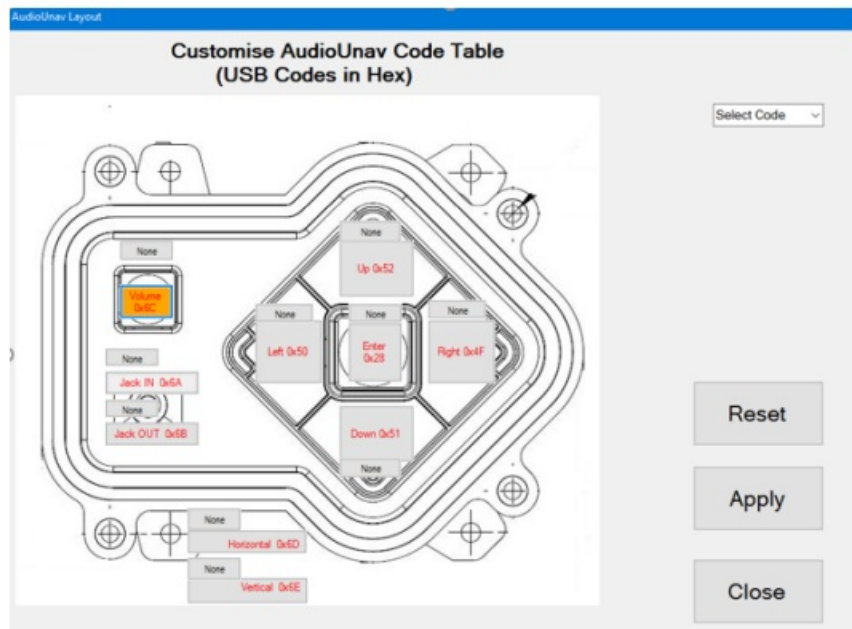 AudioUnav Layout
Customise AudioUnav Code Table
(USB Codes in Hex)
Select Code
None
Up 0x52
None
Volume
0x6C
None
Left 0x50
None
Enter
0x28
None
Right 0x4F
None
Jack IN 0x6A
None
Jack OUT 0x6B
Down 0x51
None
None
Horizontal 0x6D
None
Vertical 0x6E
Reset
Apply
Close